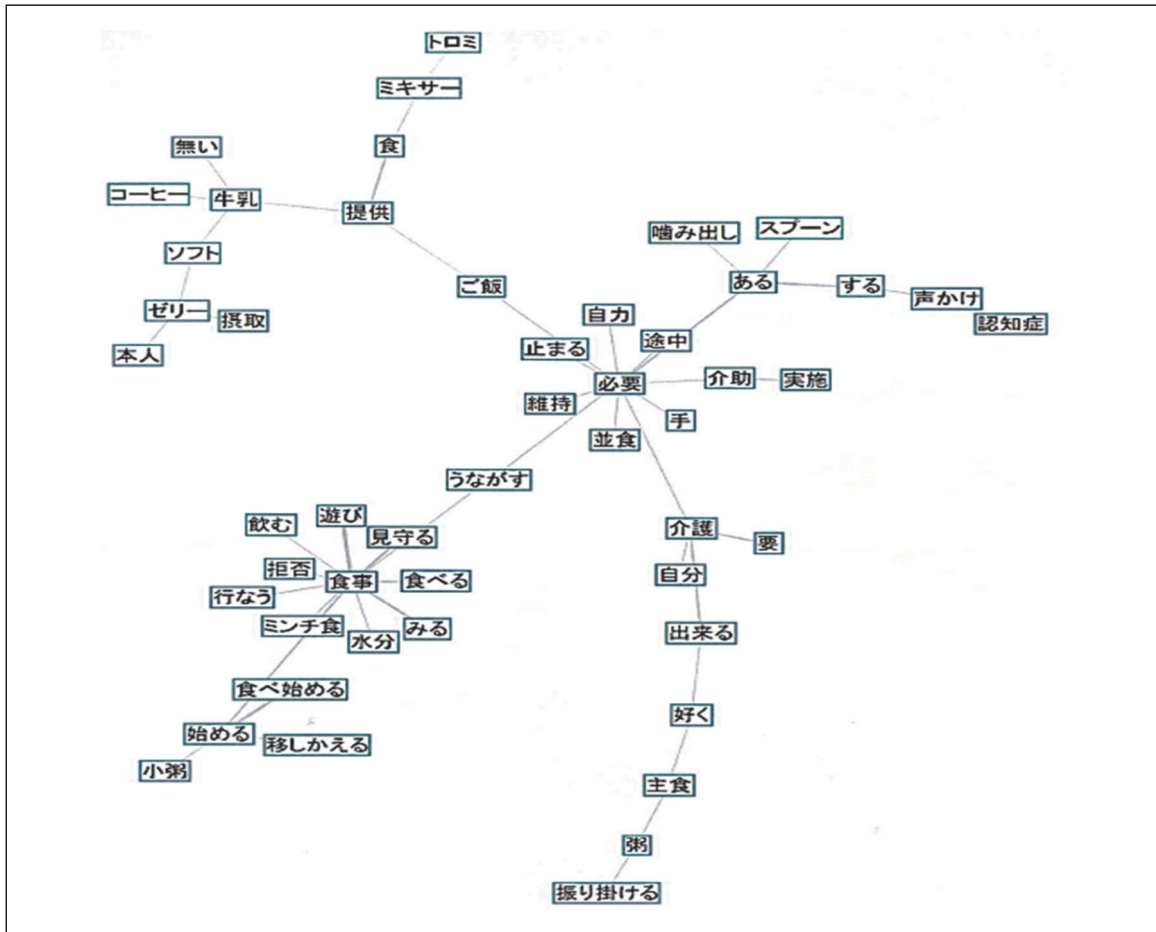 トロミ
ミキサー
食
無い
コーヒー
牛乳
提供
ソフト
ゼリー
摂取
本人
ご飯
噛み出し
スプーン
ある
する
声かけ
認知症
自力
途中
止まる
必要
介助
実施
維持
手
並食
うながす
飲む
遊び
見守る
拒否
食事
食べる
行なう
ミンチ食
水分
みる
食べ始める
始める
移しかえる
小粥
介護
要
自分
出来る
好く
主食
粥
振り掛ける